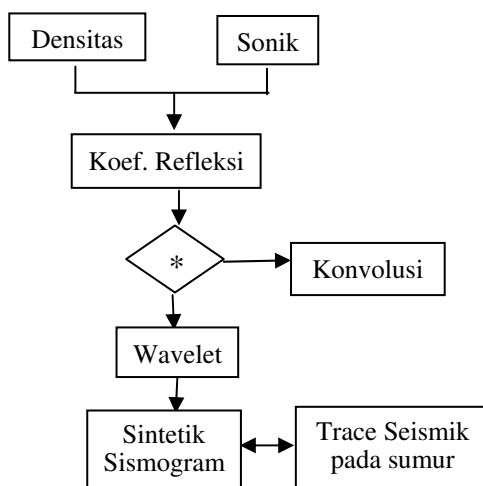 Densitas
Sonik
Koef. Refleksi
*
Konvolusi
Wavelet
Sintetik
Sismogram
Trace Seismik
pada sumur